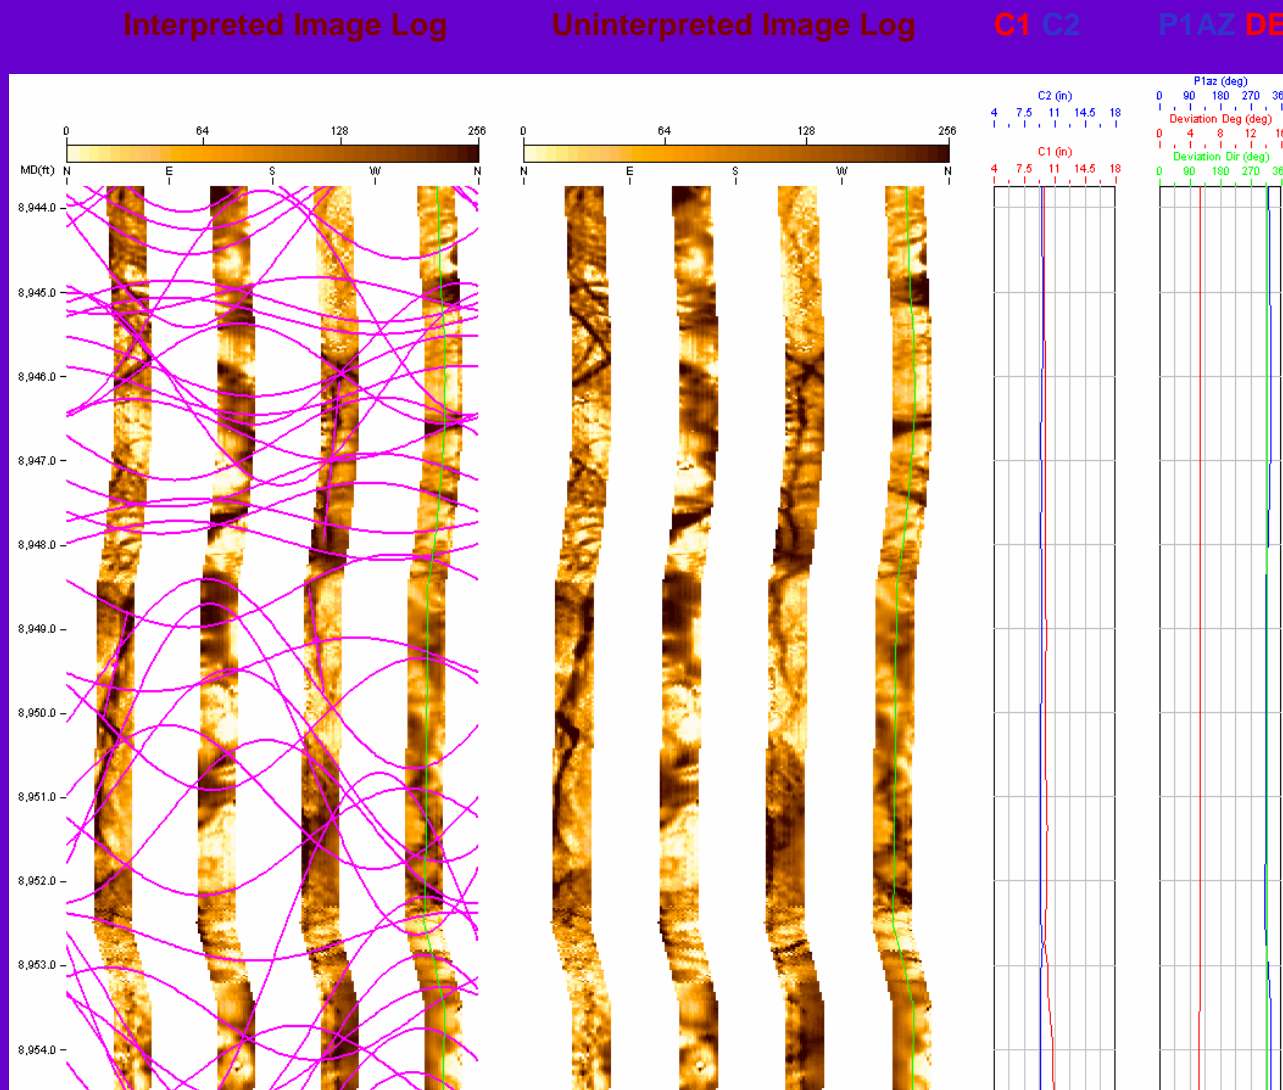 Interpreted Image Log Uninterpreted Image Log C1 C2 P1AZ DE
P1az (deg)
C2 (in) 0 90 180 270 36
0 64 128 256 0 64 128 256 4 7.5 11 14.5 18 Deviation Deg (deg)
0 4 8 12 1
C1 (in) Deviation Dir (deg)
MD(ft) N E S W N N E S W N 4 7.5 11 14.5 18 0 90 180 270 36
8,944.0
8,945.0
8,946.0
8,947.0
8,948.0
8,949.0
8,950.0
8,951.0
8,952.0
8,953.0
8,954.0